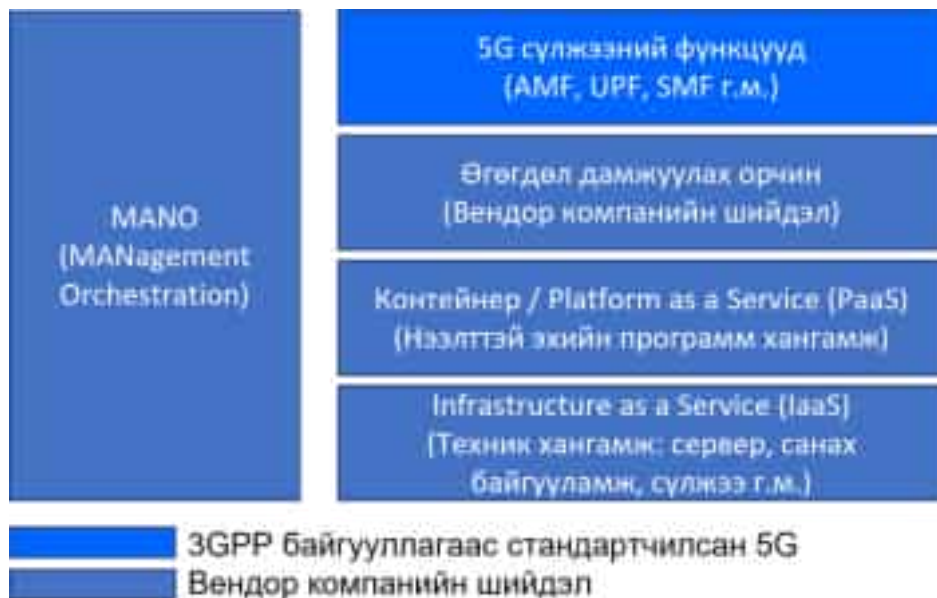 MANO
(MANagement
Orchestration)
5G сүлжээний функцууд
(AMF, UPF, SMF г.м.)
Өгөгдөл дамжуулах орчин
(Вендор компанийн шийдэл)
Контейнер / Platform as a Service (PaaS)
(Нээлттэй эхийн программ хангамж)
Infrastructure as a Service (IaaS)
(Техник хангамж: сервер, санах
байгууламж, сүлжээ г.м.)
3GPP байгууллагаас стандартчилсан 5G
Вендор компанийн шийдэл